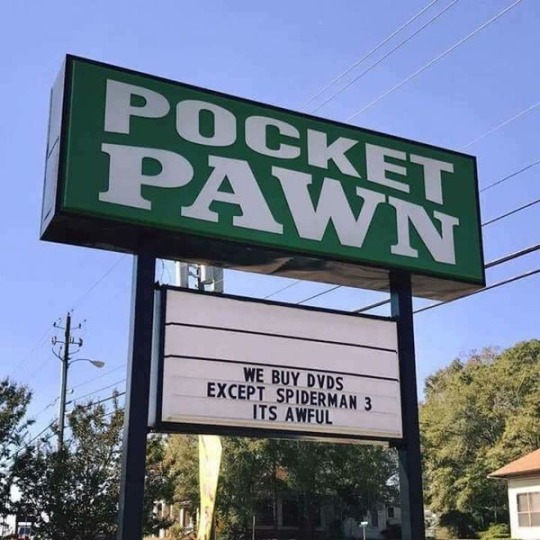 POCKET
PAWN
WE BUY DVDS
EXCEPT SPIDERMAN 3
ITS AWFUL